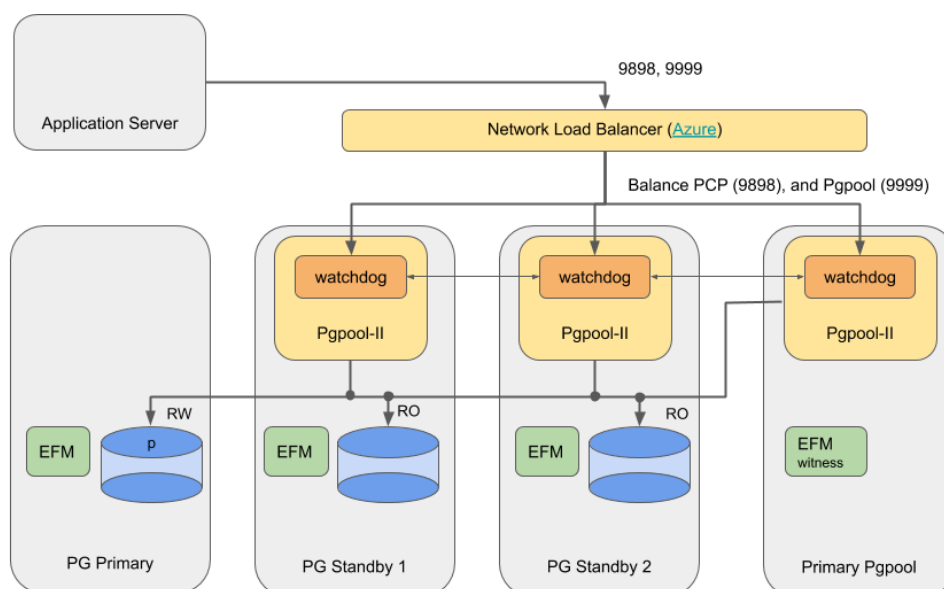 9898, 9999
Application Server
Network Load Balancer (Azure)
Balance PCP (9898), and Pgpool (9999)
watchdog
watchdog
watchdog
Pgpool-II
Pgpool-II
Pgpool-II
RW
RO
RO
EFM
p
EFM
EFM
EFM
witness
PG Primary
PG Standby 1
PG Standby 2
Primary Pgpool